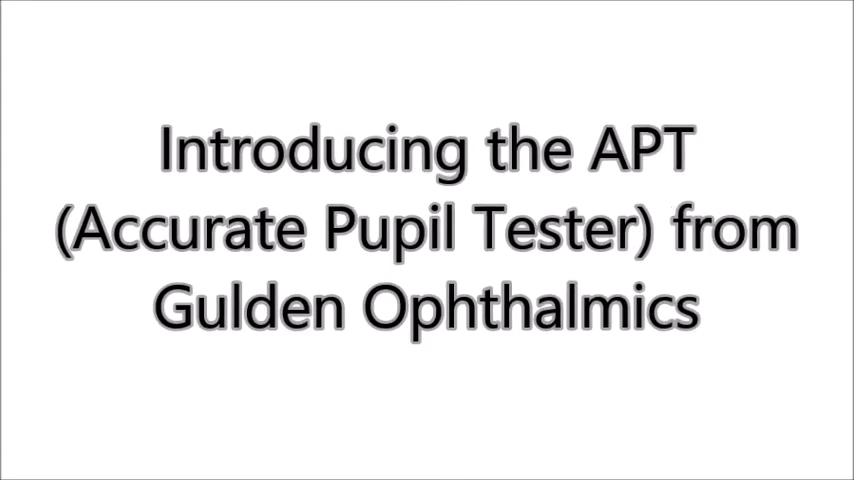 Introducing the APT
(Accurate Pupil Tester) from
Gulden Ophthalmics